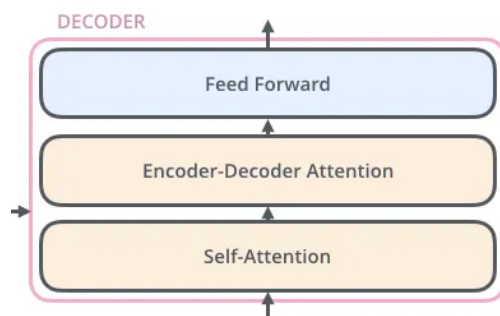 DECODER
Feed Forward
Encoder-Decoder Attention
Self-Attention